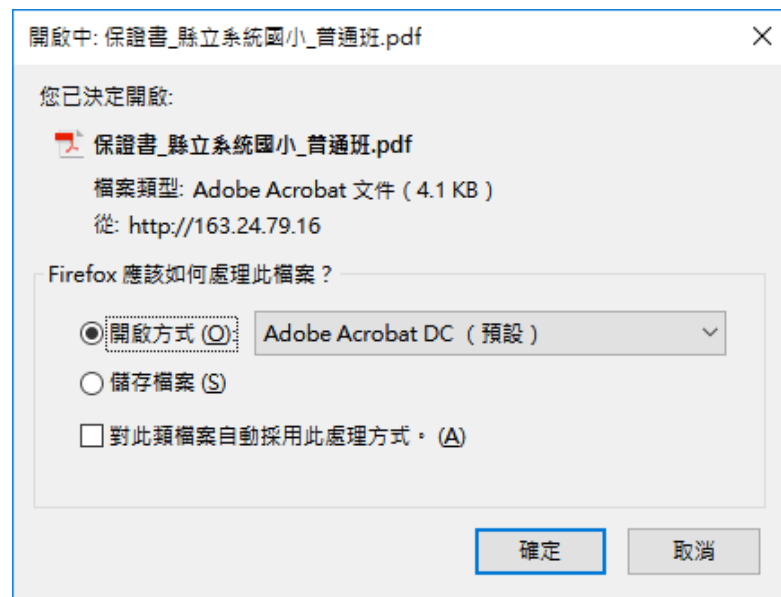 開啟中: 保證書_縣立系統國小_普通班.pdf
您已決定開啟:
保證書_縣立系統國小_普通班.pdf
檔案類型: Adobe Acrobat 文件 ( 4.1 KB )
從: http://163.24.79.16
Firefox 應該如何處理此檔案？
開啟方式 (O): Adobe Acrobat DC （預設）
儲存檔案 (S)
對此類檔案自動採用此處理方式。 (A)
確定 取消